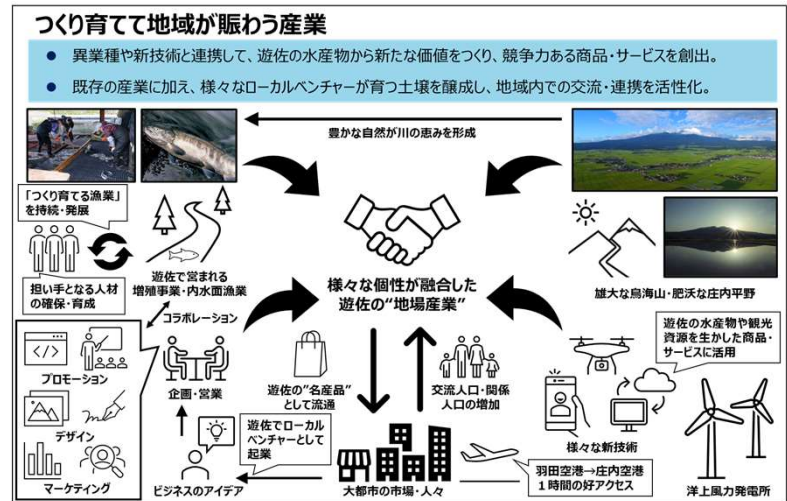 つくり育てて地域が賑わう産業
● 異業種や新技術と連携して、遊佐の水産物から新たな価値をつくり、競争力ある商品・サービスを創出。
● 既存の産業に加え、様々なローカルベンチャーが育つ土壌を醸成し、地域内での交流・連携を活性化。
豊かな自然が川の恵みを形成
「つくり育てる漁業」
を持続・発展
担い手となる人材
の確保・育成
遊佐で営まれる
増殖事業・内水面漁業
コラボレーション
様々な個性が融合した
遊佐の“地場産業”
雄大な鳥海山・肥沃な庄内平野
遊佐の水産物や観光
資源を生かした商品・
サービスに活用
</>
プロモーション
デザイン
マーケティング
企画・営業
遊佐の“名産品”
として流通
交流人口・関係
人口の増加
様々な新技術
遊佐でローカル
ベンチャーとして
起業
ビジネスのアイデア
大都市の市場・人々
羽田空港→庄内空港
1時間の好アクセス
洋上風力発電所